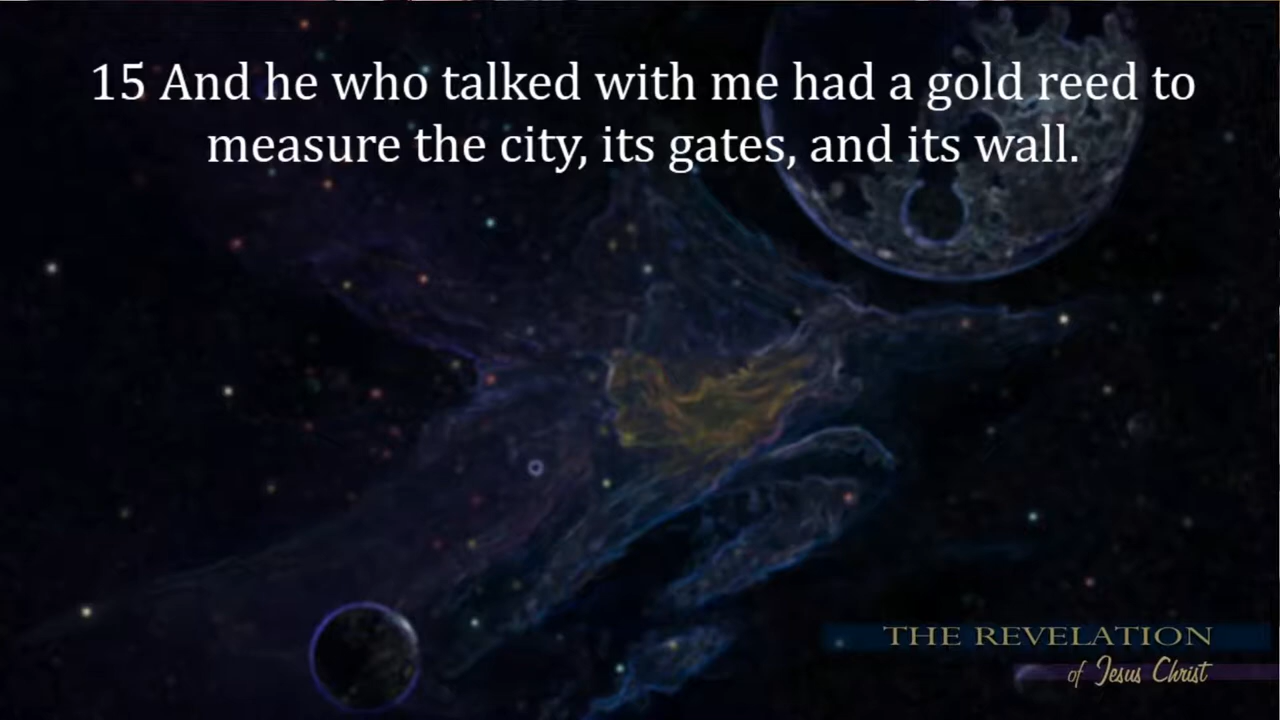 15 And he who talked with me had a gold reed to
measure the city, its gates, and its wall.
THE REVELATION
of Jesus Christ